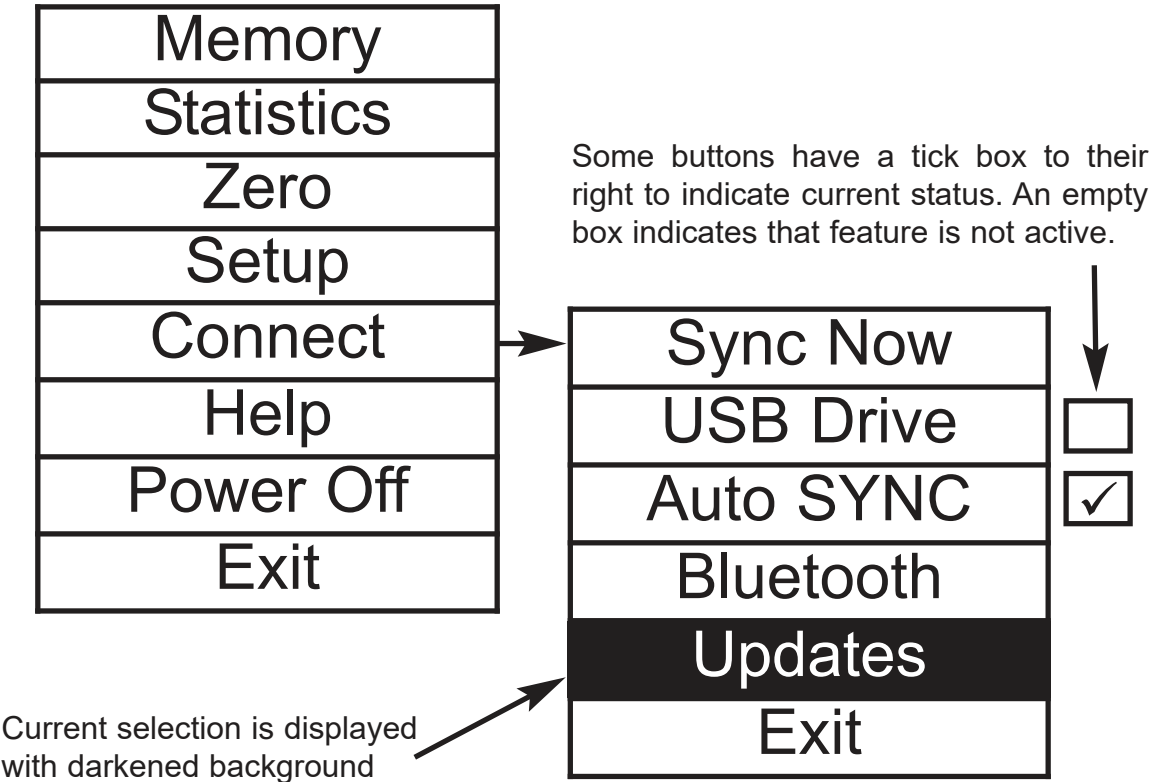 Memory
Statistics
Zero
Setup
Connect
Help
Power Off
Exit
Some buttons have a tick box to their
right to indicate current status. An empty
box indicates that feature is not active.
Sync Now
USB Drive
Auto SYNC
Bluetooth
Updates
Exit
Current selection is displayed
with darkened background